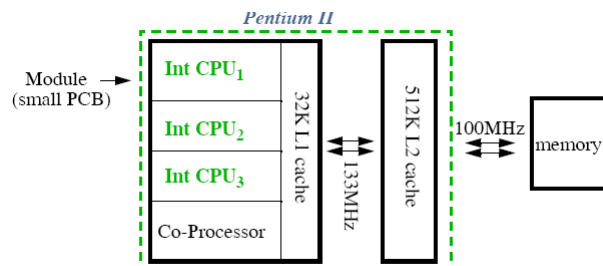 Pentium II
Module
(small PCB)
Int CPU1
Int CPU2
Int CPU3
Co-Processor
32K L1 cache
133MHz
512K L2 cache
100MHz
memory